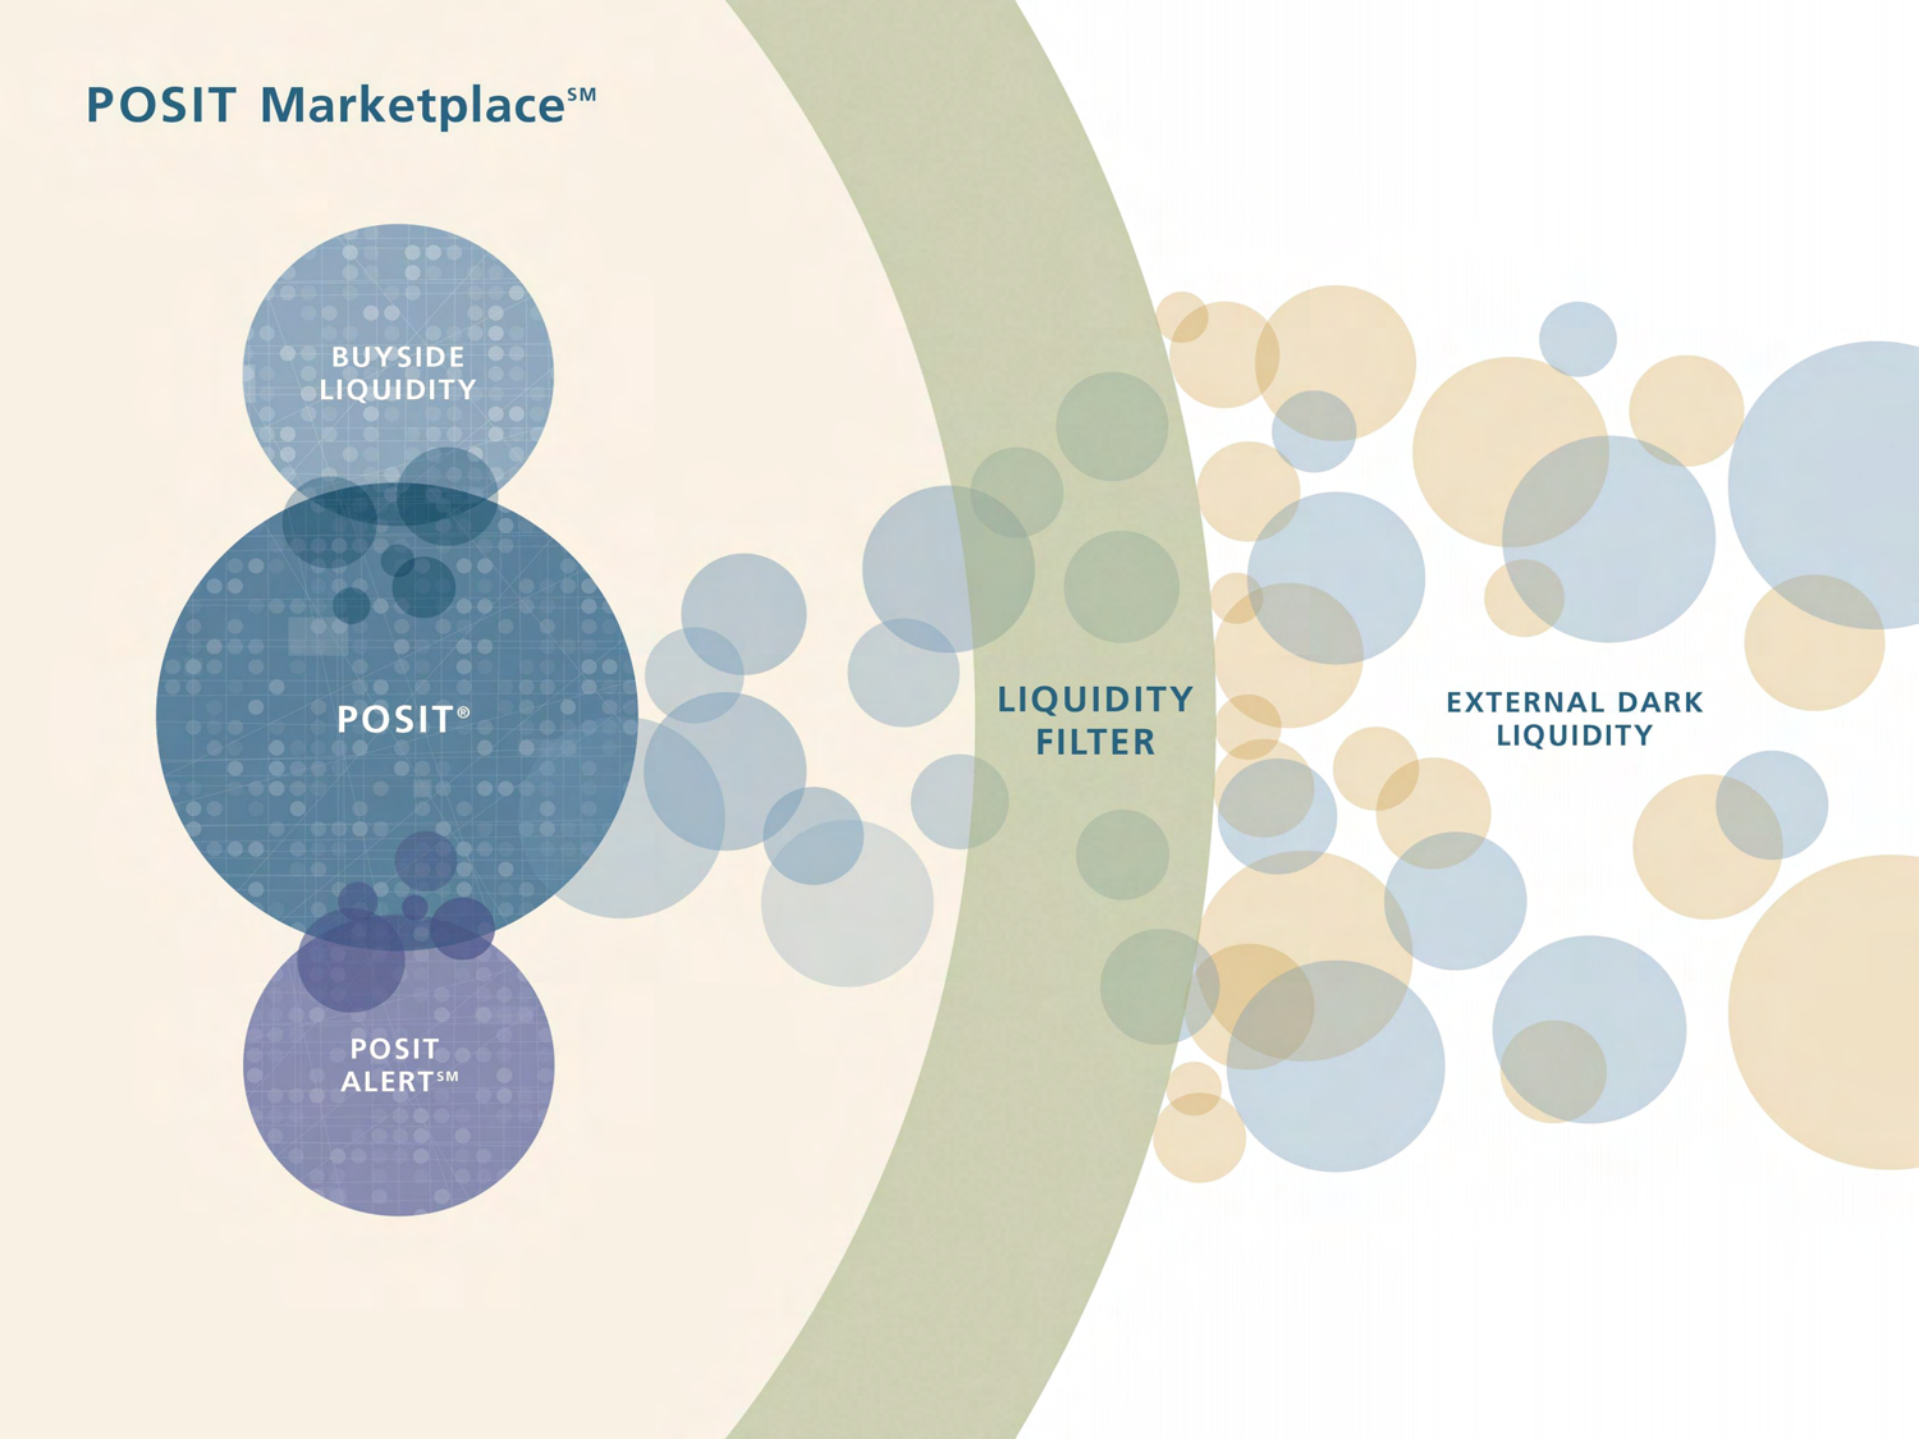 POSIT Marketplace℠
BUYSIDE
LIQUIDITY
POSIT®
POSIT
ALERT℠
LIQUIDITY
FILTER
EXTERNAL DARK
LIQUIDITY